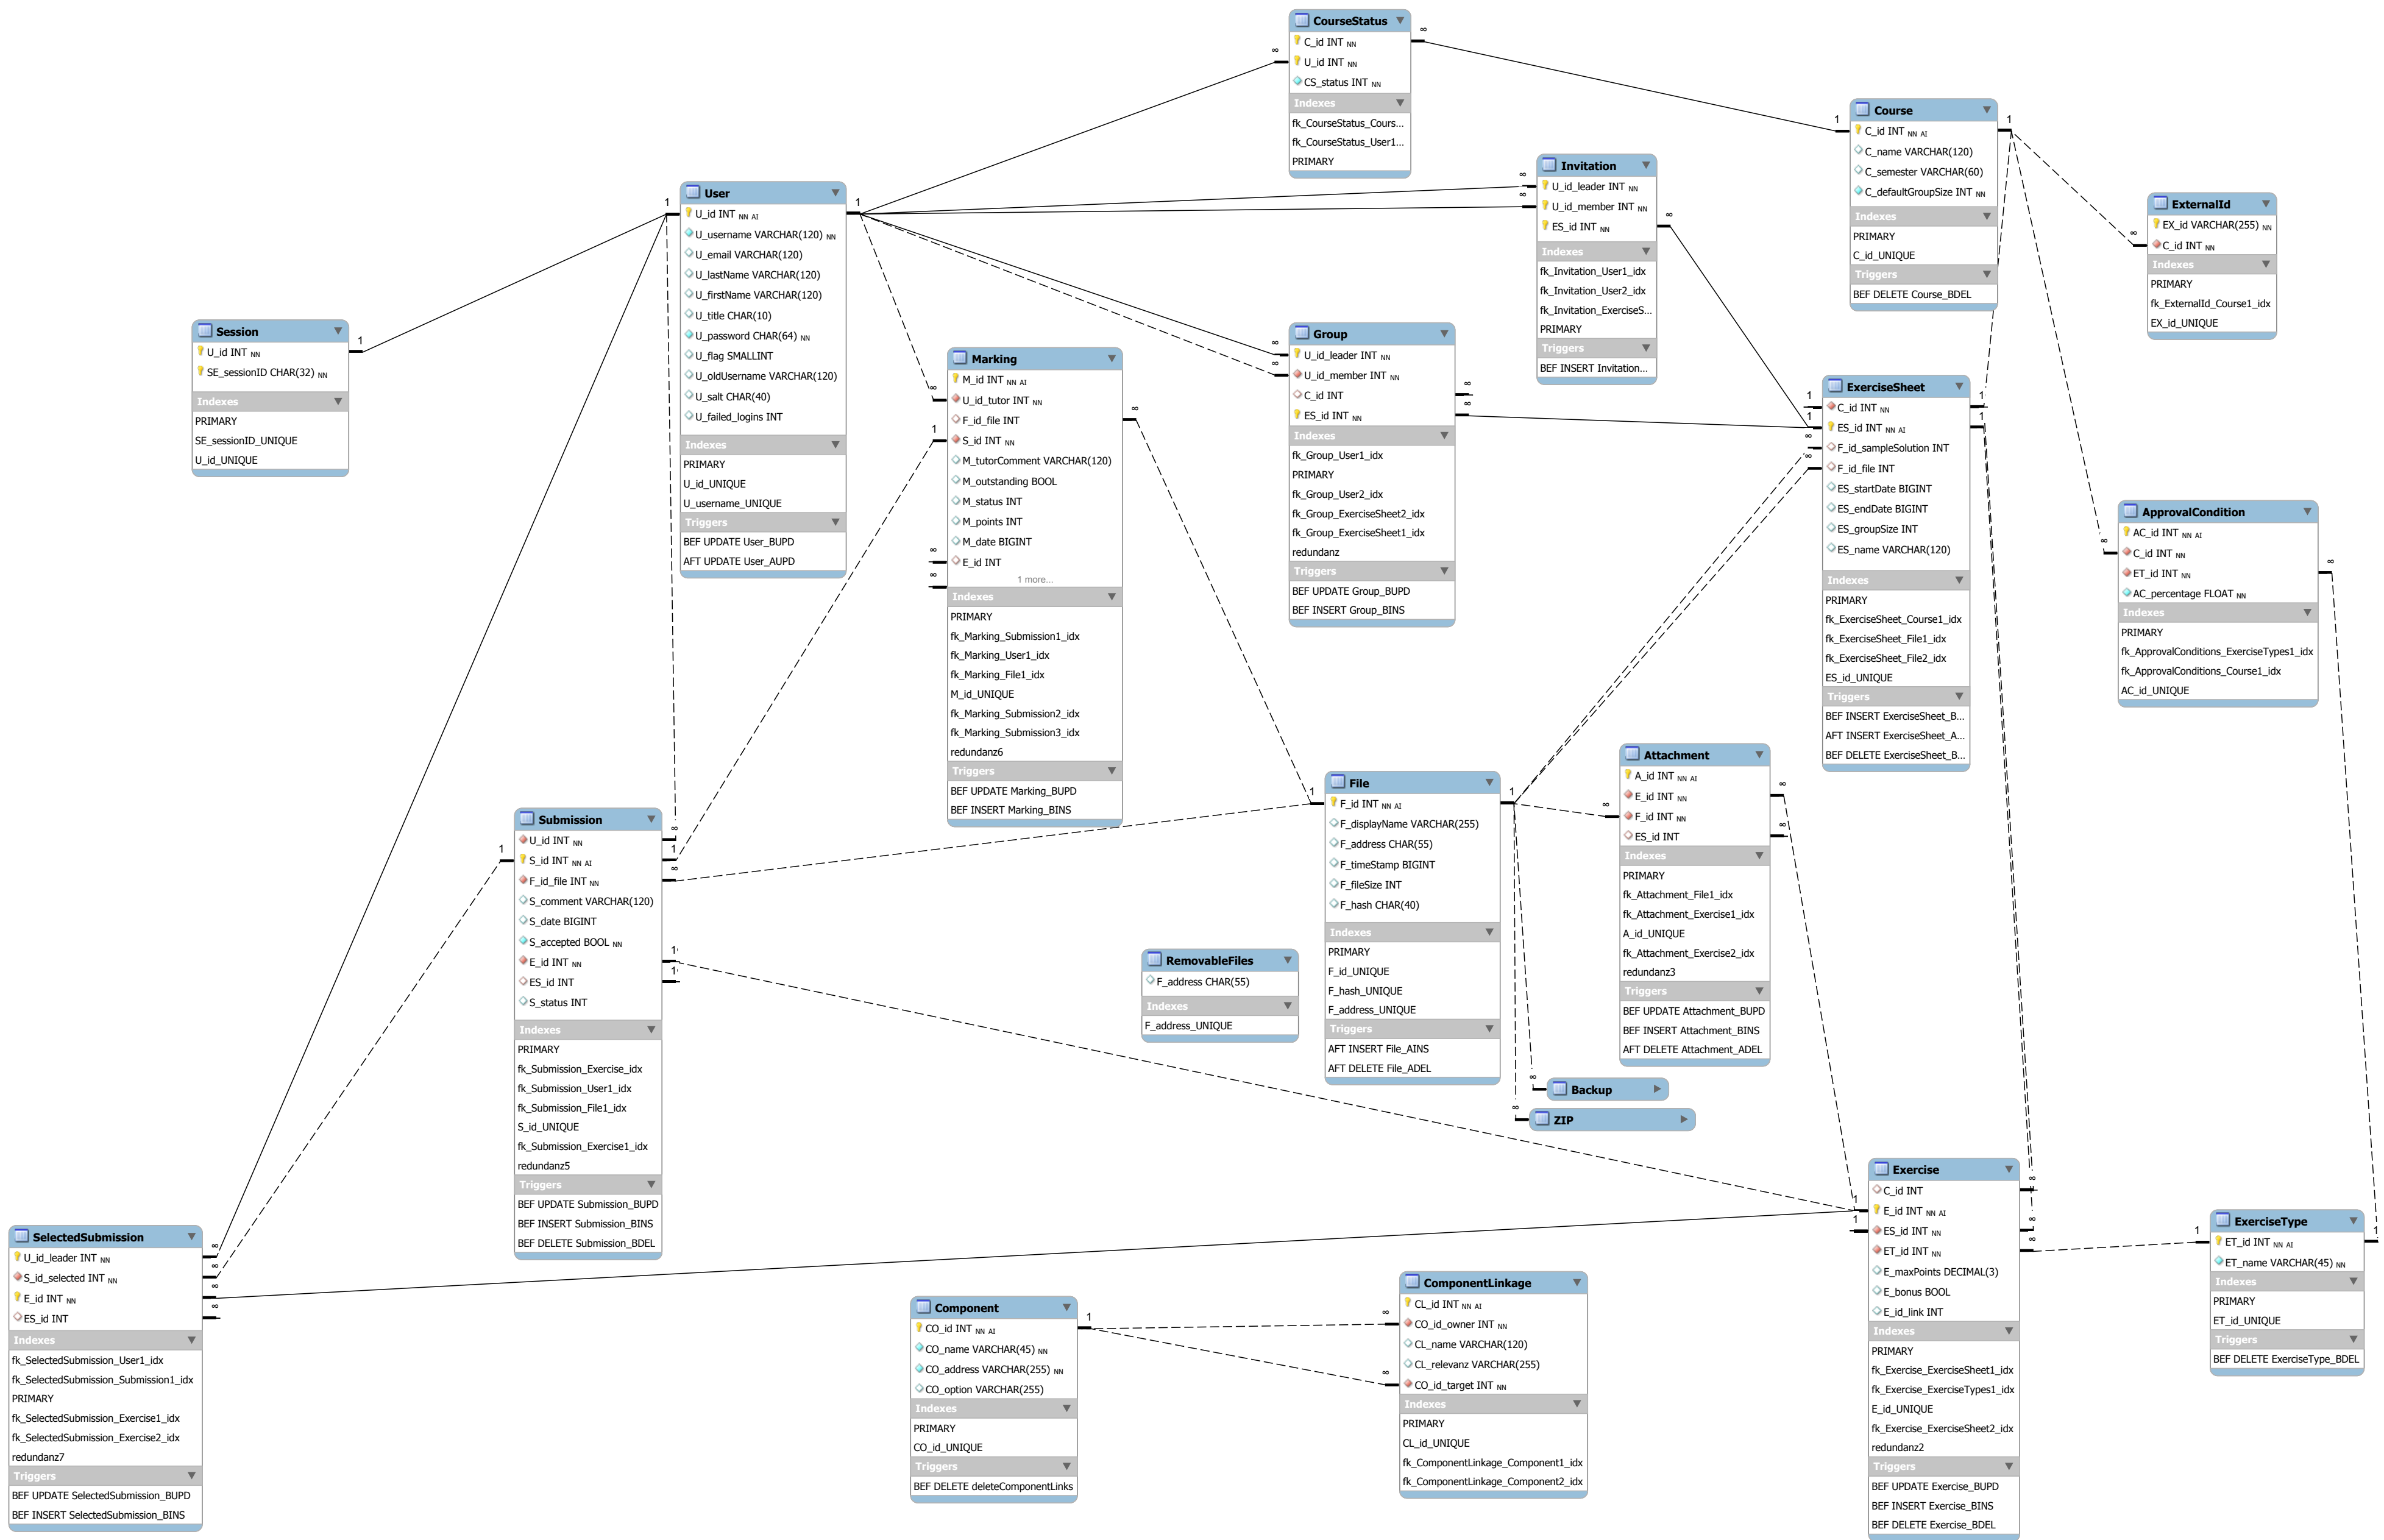 CourseStatus
C_id INT NN
U_id INT NN
CS_status INT NN
Indexes
fk_CourseStatus_Cours...
fk_CourseStatus_User1...
PRIMARY
Course
C_id INT NN AI
C_name VARCHAR(120)
C_semester VARCHAR(60)
C_defaultGroupSize INT NN
Indexes
PRIMARY
C_id_UNIQUE
Triggers
BEF DELETE Course_BDEL
Invitation
U_id_leader INT NN
U_id_member INT NN
ES_id INT NN
Indexes
fk_Invitation_User1_idx
fk_Invitation_User2_idx
fk_Invitation_ExerciseS...
PRIMARY
Triggers
BEF INSERT Invitation...
User
U_id INT NN AI
U_username VARCHAR(120) NN
U_email VARCHAR(120)
U_lastName VARCHAR(120)
U_firstName VARCHAR(120)
U_title CHAR(10)
U_password CHAR(64) NN
U_flag SMALLINT
U_oldUsername VARCHAR(120)
U_salt CHAR(40)
U_failed_logins INT
Indexes
PRIMARY
U_id_UNIQUE
U_username_UNIQUE
Triggers
BEF UPDATE User_BUPD
AFT UPDATE User_AUPD
ExternalId
EX_id VARCHAR(255) NN
C_id INT NN
Indexes
PRIMARY
fk_ExternalId_Course1_idx
EX_id_UNIQUE
Session
U_id INT NN
SE_sessionID CHAR(32) NN
Indexes
PRIMARY
SE_sessionID_UNIQUE
U_id_UNIQUE
Group
U_id_leader INT NN
U_id_member INT NN
C_id INT
ES_id INT NN
Indexes
fk_Group_User1_idx
PRIMARY
fk_Group_User2_idx
fk_Group_ExerciseSheet2_idx
fk_Group_ExerciseSheet1_idx
redundanz
Triggers
BEF UPDATE Group_BUPD
BEF INSERT Group_BINS
Marking
M_id INT NN AI
U_id_tutor INT NN
F_id_file INT
S_id INT NN
M_tutorComment VARCHAR(120)
M_outstanding BOOL
M_status INT
M_points INT
M_date BIGINT
E_id INT
1 more...
Indexes
PRIMARY
fk_Marking_Submission1_idx
fk_Marking_User1_idx
fk_Marking_File1_idx
M_id_UNIQUE
fk_Marking_Submission2_idx
fk_Marking_Submission3_idx
redundanz6
Triggers
BEF UPDATE Marking_BUPD
BEF INSERT Marking_BINS
ExerciseSheet
C_id INT NN
ES_id INT NN AI
F_id_sampleSolution INT
F_id_file INT
ES_startDate BIGINT
ES_endDate BIGINT
ES_groupSize INT
ES_name VARCHAR(120)
Indexes
PRIMARY
fk_ExerciseSheet_Course1_idx
fk_ExerciseSheet_File1_idx
fk_ExerciseSheet_File2_idx
ES_id_UNIQUE
Triggers
BEF INSERT ExerciseSheet_B...
AFT INSERT ExerciseSheet_A...
BEF DELETE ExerciseSheet_B...
ApprovalCondition
AC_id INT NN AI
C_id INT NN
ET_id INT NN
AC_percentage FLOAT NN
Indexes
PRIMARY
fk_ApprovalConditions_ExerciseTypes1_idx
fk_ApprovalConditions_Course1_idx
AC_id_UNIQUE
Attachment
A_id INT NN AI
E_id INT NN
F_id INT NN
ES_id INT
Indexes
PRIMARY
fk_Attachment_File1_idx
fk_Attachment_Exercise1_idx
A_id_UNIQUE
fk_Attachment_Exercise2_idx
redundanz3
Triggers
BEF UPDATE Attachment_BUPD
BEF INSERT Attachment_BINS
AFT DELETE Attachment_ADEL
File
F_id INT NN AI
F_displayName VARCHAR(255)
F_address CHAR(55)
F_timeStamp BIGINT
F_fileSize INT
F_hash CHAR(40)
Indexes
PRIMARY
F_id_UNIQUE
F_hash_UNIQUE
F_address_UNIQUE
Triggers
AFT INSERT File_AINS
AFT DELETE File_ADEL
Submission
U_id INT NN
S_id INT NN AI
F_id_file INT NN
S_comment VARCHAR(120)
S_date BIGINT
S_accepted BOOL NN
E_id INT NN
ES_id INT
S_status INT
Indexes
PRIMARY
fk_Submission_Exercise_idx
fk_Submission_User1_idx
fk_Submission_File1_idx
S_id_UNIQUE
fk_Submission_Exercise1_idx
redundanz5
Triggers
BEF UPDATE Submission_BUPD
BEF INSERT Submission_BINS
BEF DELETE Submission_BDEL
RemovableFiles
F_address CHAR(55)
Indexes
F_address_UNIQUE
Backup
ZIP
Exercise
C_id INT
E_id INT NN AI
ES_id INT NN
ET_id INT NN
E_maxPoints DECIMAL(3)
E_bonus BOOL
E_id_link INT
Indexes
PRIMARY
fk_Exercise_ExerciseSheet1_idx
fk_Exercise_ExerciseTypes1_idx
E_id_UNIQUE
fk_Exercise_ExerciseSheet2_idx
redundanz2
Triggers
BEF UPDATE Exercise_BUPD
BEF INSERT Exercise_BINS
BEF DELETE Exercise_BDEL
ExerciseType
ET_id INT NN AI
ET_name VARCHAR(45) NN
Indexes
PRIMARY
ET_id_UNIQUE
Triggers
BEF DELETE ExerciseType_BDEL
SelectedSubmission
U_id_leader INT NN
S_id_selected INT NN
E_id INT NN
ES_id INT
Indexes
fk_SelectedSubmission_User1_idx
fk_SelectedSubmission_Submission1_idx
PRIMARY
fk_SelectedSubmission_Exercise1_idx
fk_SelectedSubmission_Exercise2_idx
redundanz7
Triggers
BEF UPDATE SelectedSubmission_BUPD
BEF INSERT SelectedSubmission_BINS
Component
CO_id INT NN AI
CO_name VARCHAR(45) NN
CO_address VARCHAR(255) NN
CO_option VARCHAR(255)
Indexes
PRIMARY
CO_id_UNIQUE
Triggers
BEF DELETE deleteComponentLinks
ComponentLinkage
CL_id INT NN AI
CO_id_owner INT NN
CL_name VARCHAR(120)
CL_relevanz VARCHAR(255)
CO_id_target INT NN
Indexes
PRIMARY
CL_id_UNIQUE
fk_ComponentLinkage_Component1_idx
fk_ComponentLinkage_Component2_idx